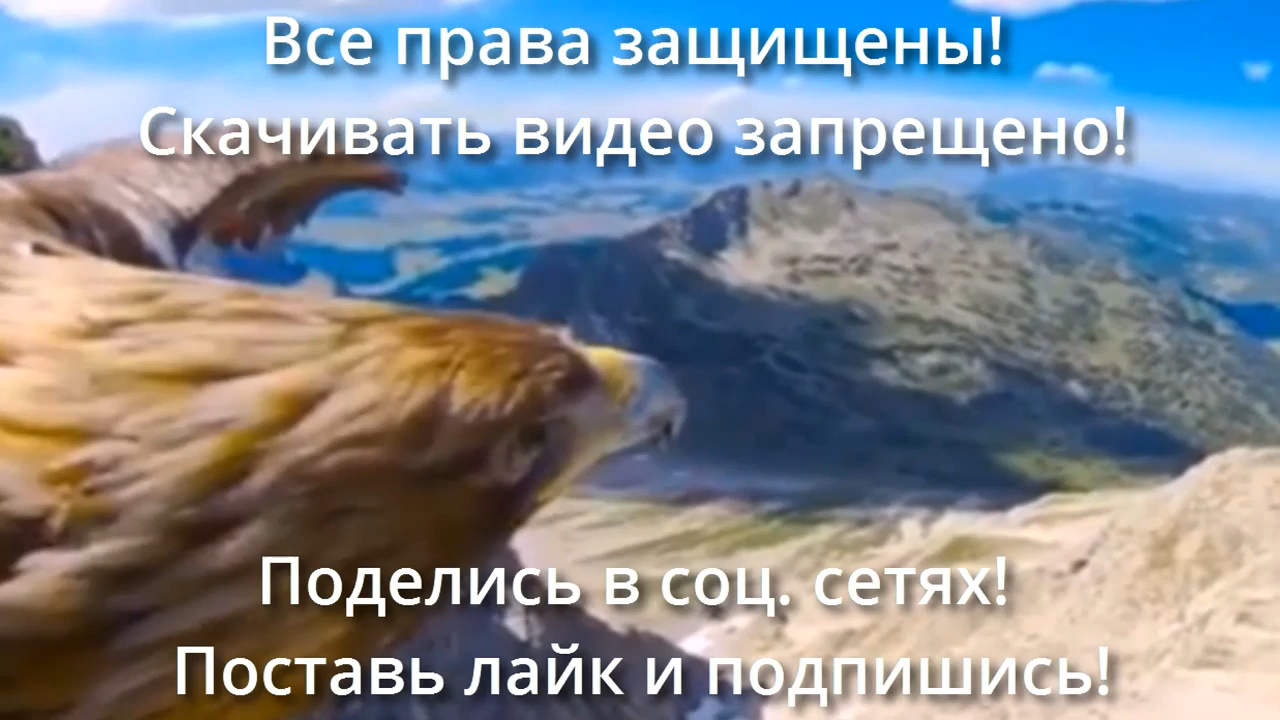 Все права защищены!
Скачивать видео запрещено!
Поделись в соц. сетях!
Поставь лайк и подпишись!